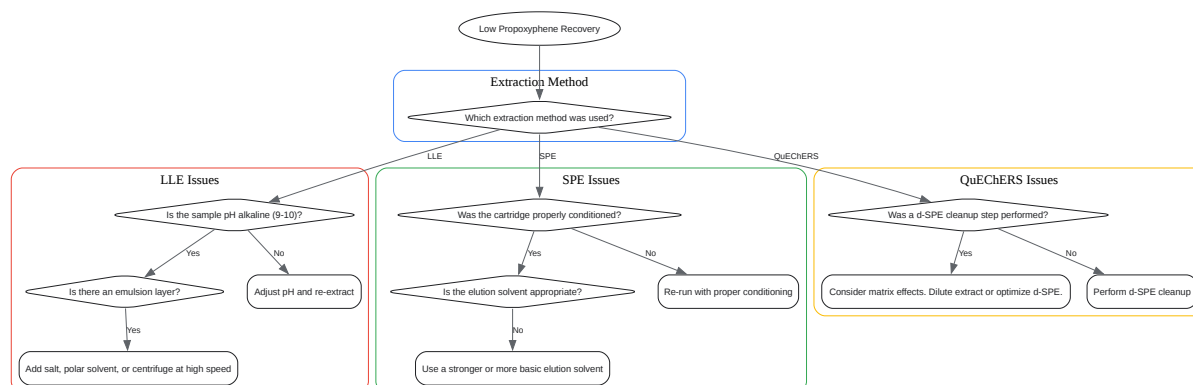 Low Propoxyphene Recovery
Extraction Method
Which extraction method was used?
LLE
SPE
QuEChERS
LLE Issues
SPE Issues
QuEChERS Issues
Is the sample pH alkaline (9-10)?
Was the cartridge properly conditioned?
Was a d-SPE cleanup step performed?
Yes
No
Yes
No
Yes
No
Is there an emulsion layer?
Adjust pH and re-extract
Is the elution solvent appropriate?
Re-run with proper conditioning
Consider matrix effects. Dilute extract or optimize d-SPE.
Perform d-SPE cleanup
Yes
No
Add salt, polar solvent, or centrifuge at high speed
Use a stronger or more basic elution solvent